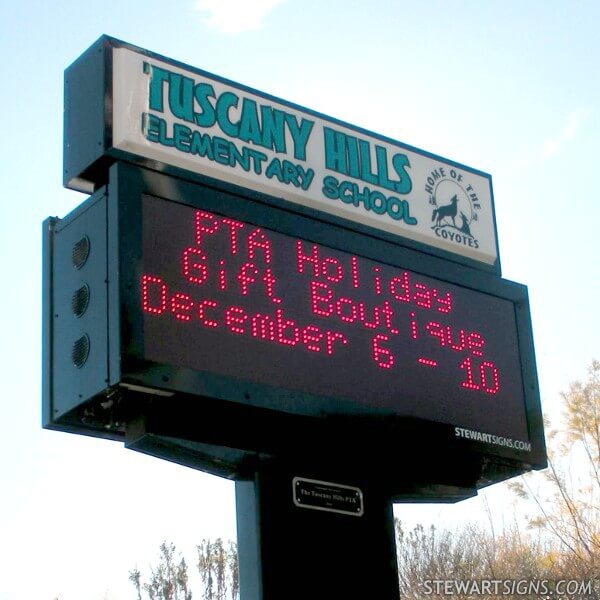 TUSCANY HILLS
ELEMENTARY SCHOOL
HOME OF THE
COYOTES
PTA Holiday
Gift Boutique
December 6 - 10
STEWARTSIGNS.COM
The Tuscany Hills PTA
STEWARTSIGNS.COM